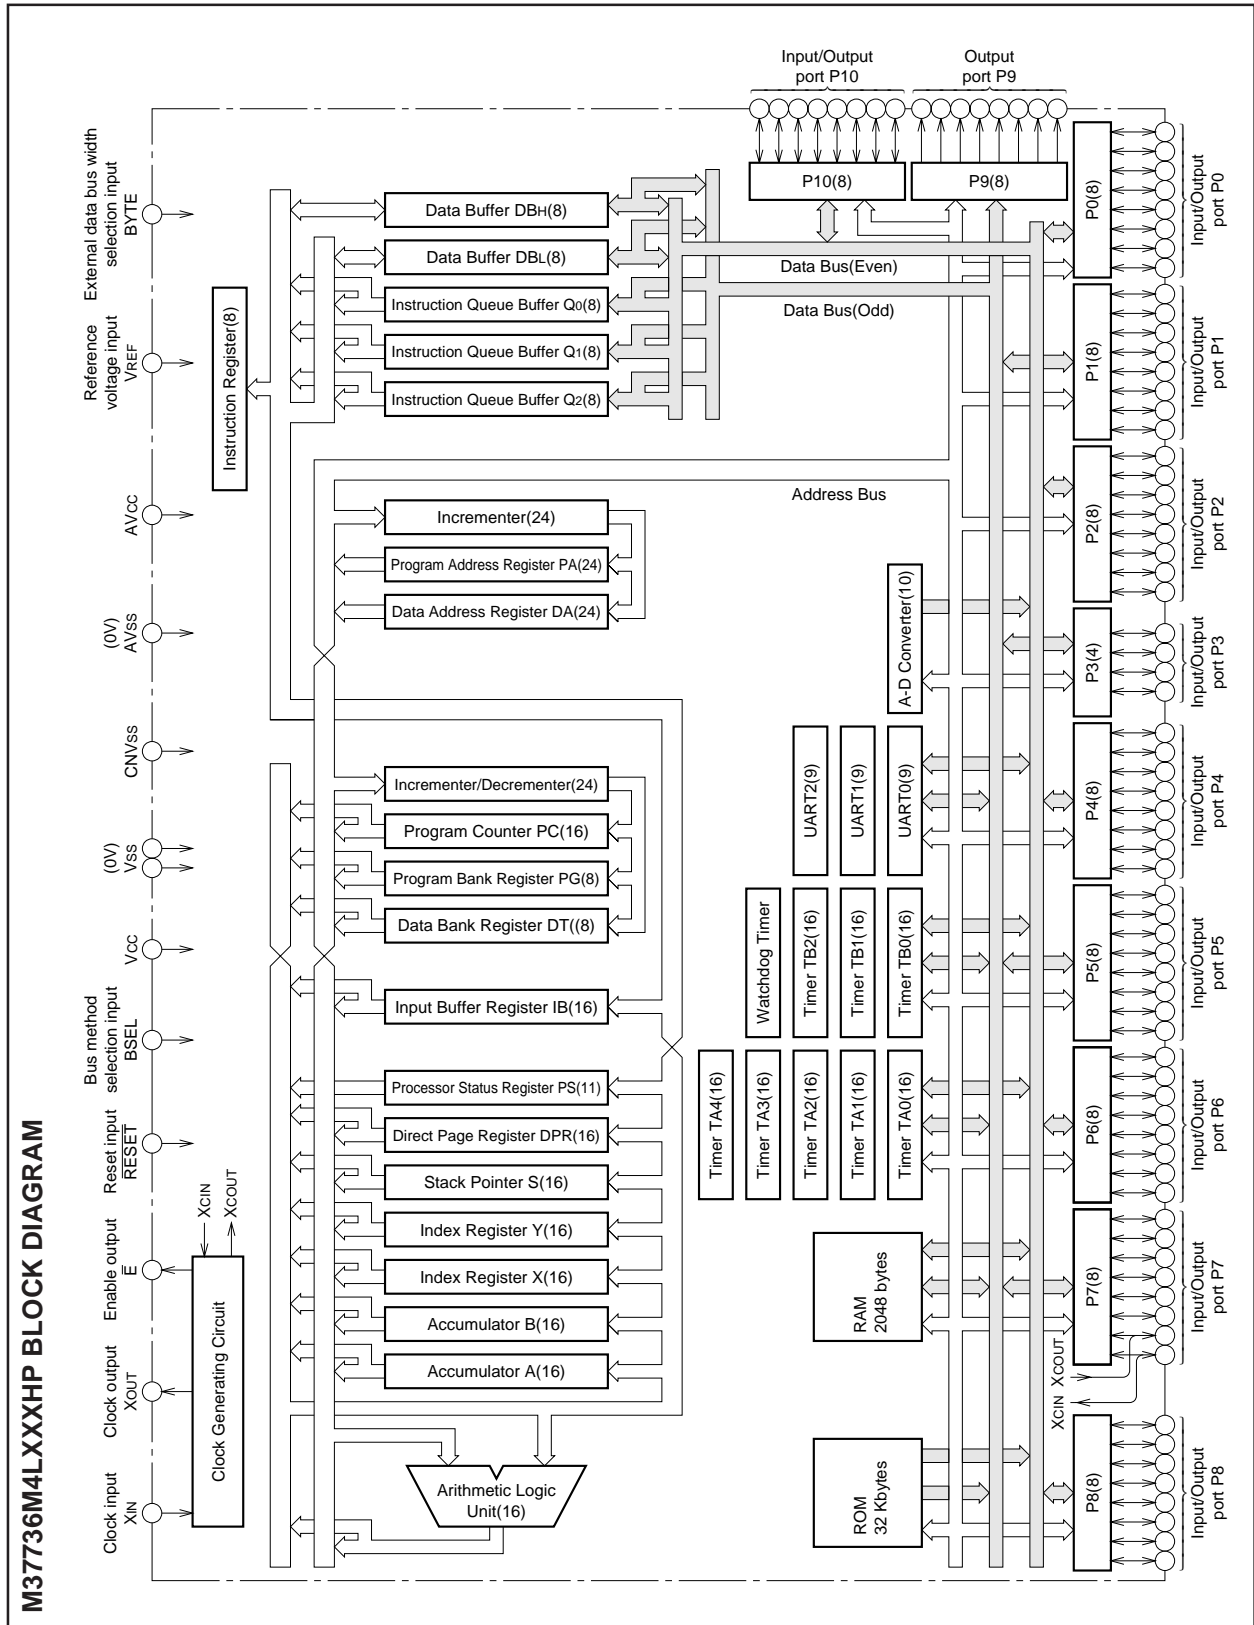 M37736M4LXXXHP BLOCK DIAGRAM
Clock input
XIN
Clock output
XOUT
Enable output
E
Reset input
RESET
Bus method
selection input
BSEL
VCC
(0V)
VSS
CNVSS
(0V)
AVSS
AVCC
Reference
voltage input
VREF
External data bus width
selection input
BYTE
Clock Generating Circuit
XCIN
XCOUT
Instruction Register(8)
Data Buffer DBH(8)
Data Buffer DBL(8)
Instruction Queue Buffer Q0(8)
Instruction Queue Buffer Q1(8)
Instruction Queue Buffer Q2(8)
Incrementer(24)
Program Address Register PA(24)
Data Address Register DA(24)
Incrementer/Decrementer(24)
Program Counter PC(16)
Program Bank Register PG(8)
Data Bank Register DT((8)
Input Buffer Register IB(16)
Processor Status Register PS(11)
Direct Page Register DPR(16)
Stack Pointer S(16)
Index Register Y(16)
Index Register X(16)
Accumulator B(16)
Accumulator A(16)
Arithmetic Logic
Unit(16)
Data Bus(Even)
Data Bus(Odd)
Address Bus
A-D Converter(10)
UART2(9)
UART1(9)
UART0(9)
Watchdog Timer
Timer TB2(16)
Timer TB1(16)
Timer TB0(16)
Timer TA4(16)
Timer TA3(16)
Timer TA2(16)
Timer TA1(16)
Timer TA0(16)
RAM
2048 bytes
ROM
32 Kbytes
XCIN
XCOUT
Input/Output
port P10
Output
port P9
P10(8)
P9(8)
P0(8)
P1(8)
P2(8)
P3(4)
P4(8)
P5(8)
P6(8)
P7(8)
P8(8)
Input/Output
port P0
Input/Output
port P1
Input/Output
port P2
Input/Output
port P3
Input/Output
port P4
Input/Output
port P5
Input/Output
port P6
Input/Output
port P7
Input/Output
port P8